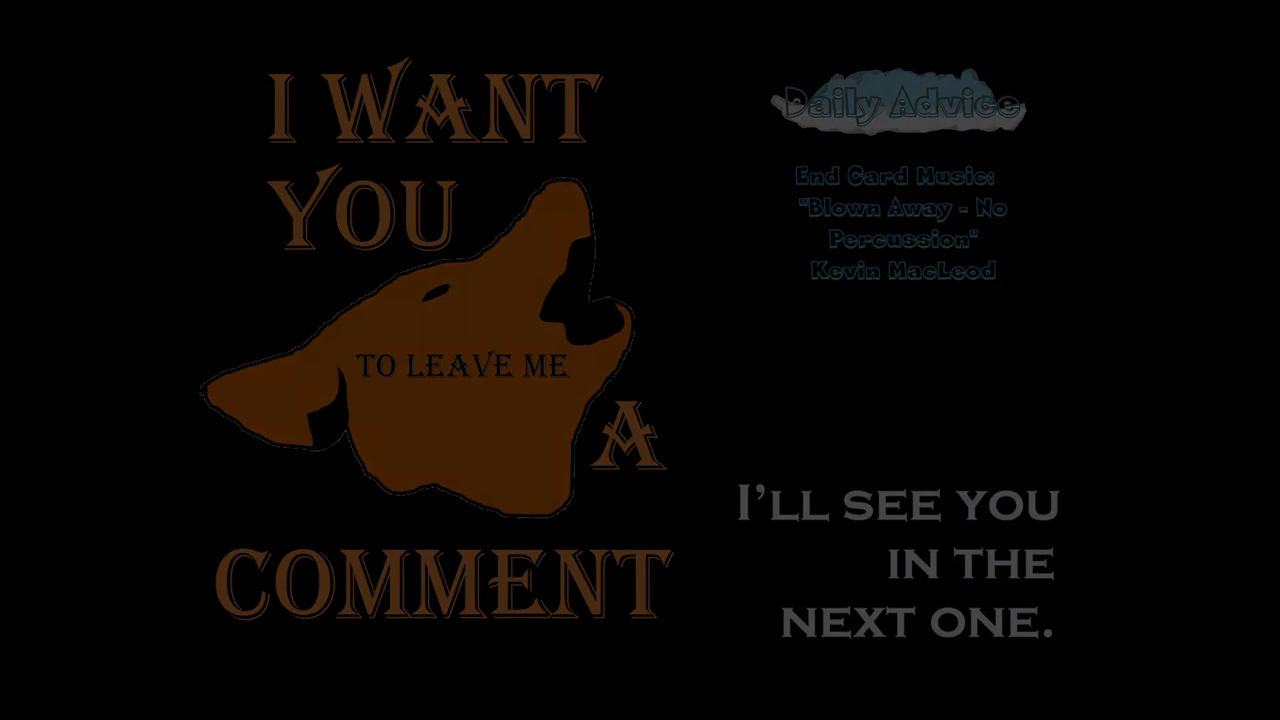 I WANT
YOU
TO LEAVE ME
A
COMMENT
Daily Advice
End Card Music:
"Blown Away - No
Percussion"
Kevin MacLeod
I'LL SEE YOU
IN THE
NEXT ONE.